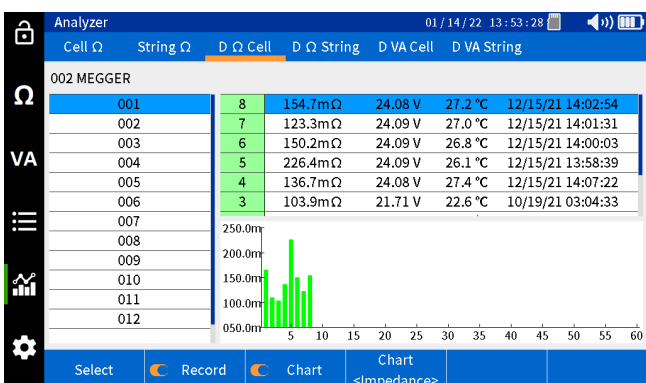 Analyzer 01/14/22 13:53:28
Cell Ω String Ω D Ω Cell D Ω String D VA Cell D VA String
002 MEGGER
Ω
VA
001
002
003
004
005
006
007
008
009
010
011
012
8 154.7mΩ 24.08 V 27.2 °C 12/15/21 14:02:54
7 123.3mΩ 24.09 V 27.0 °C 12/15/21 14:01:31
6 150.2mΩ 24.09 V 26.8 °C 12/15/21 14:00:03
5 226.4mΩ 24.09 V 26.1 °C 12/15/21 13:58:39
4 136.7mΩ 24.08 V 27.4 °C 12/15/21 14:07:22
3 103.9mΩ 21.71 V 22.6 °C 10/19/21 03:04:33
250.0m
200.0m
150.0m
100.0m
050.0m
5 10 15 20 25 30 35 40 45 50 55 60
Select Record Chart Chart
<Impedance>